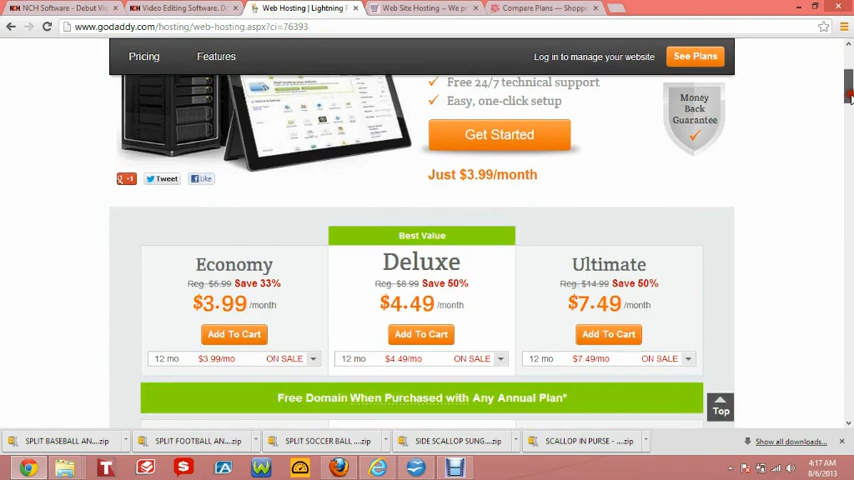 NCH Software - Debut Vi
Video Editing Software. D
Web Hosting | Lightning F
Web Site Hosting – We pr
Compare Plans — Shoppe
www.godaddy.com/hosting/web-hosting.aspx?ci=76393
Pricing
Features
Log in to manage your website
See Plans
Free 24/7 technical support
Easy, one-click setup
Get Started
Just $3.99/month
Money
Back
Guarantee
+1
Tweet
Like
Best Value
Economy
Reg. $5.99 Save 33%
$3.99 /month
Add To Cart
12 mo $3.99/mo ON SALE
Deluxe
Reg. $8.99 Save 50%
$4.49 /month
Add To Cart
12 mo $4.49/mo ON SALE
Ultimate
Reg. $14.99 Save 50%
$7.49 /month
Add To Cart
12 mo $7.49/mo ON SALE
Free Domain When Purchased with Any Annual Plan*
Top
SPLIT BASEBALL AN....zip
SPLIT FOOTBALL AN....zip
SPLIT SOCCER BALL ....zip
SIDE SCALLOP SUNG....zip
SCALLOP IN PURSE - ....zip
Show all downloads...
4:17 AM
8/6/2013